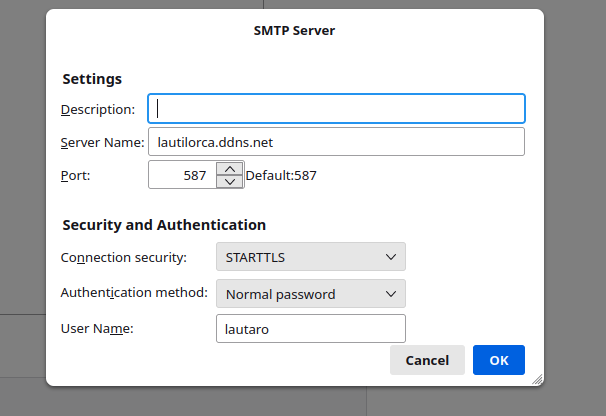 SMTP Server
Settings
Description:
Server Name: lautilorca.ddns.net
Port: 587 Default:587
Security and Authentication
Connection security: STARTTLS
Authentication method: Normal password
User Name: lautaro
Cancel OK